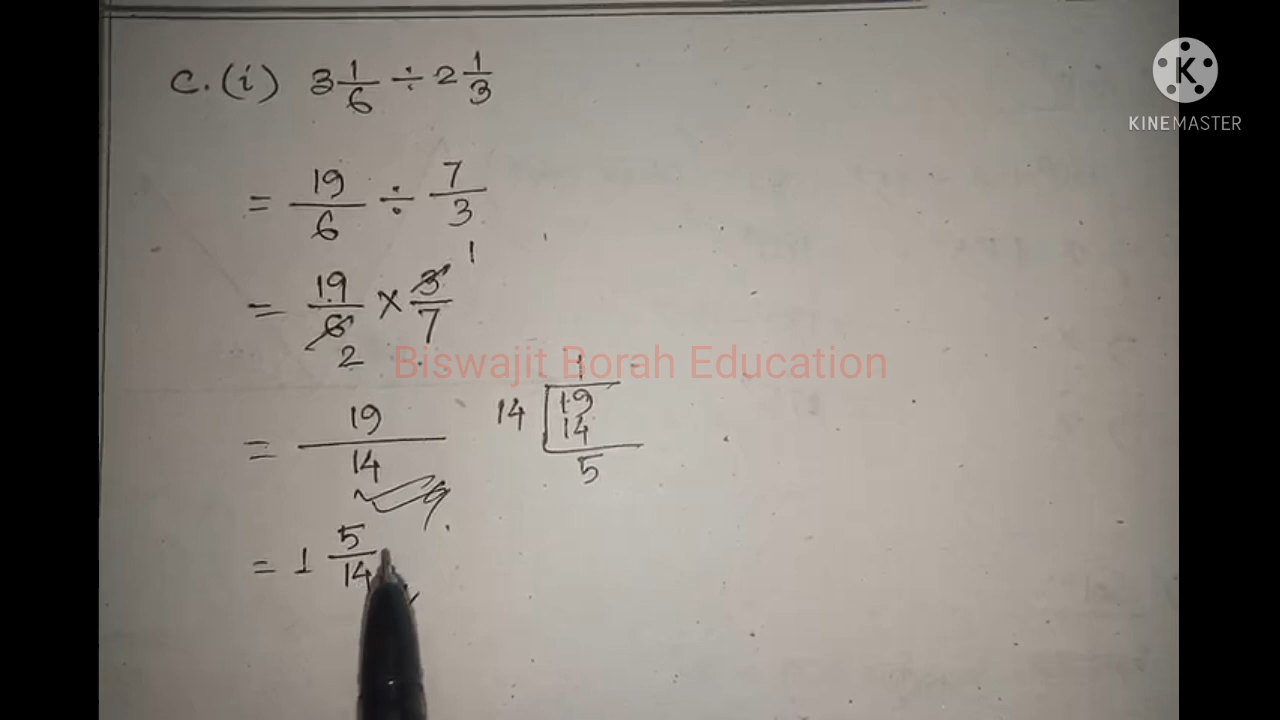 C. (i) 3 1/6 ÷ 2 1/3
= 19/6 ÷ 7/3
1
= 19/6 × 3/7
2
Biswajit Borah Education
= 19/14
1
14 19
14
5
= 1 5/14
K
KINEMASTER